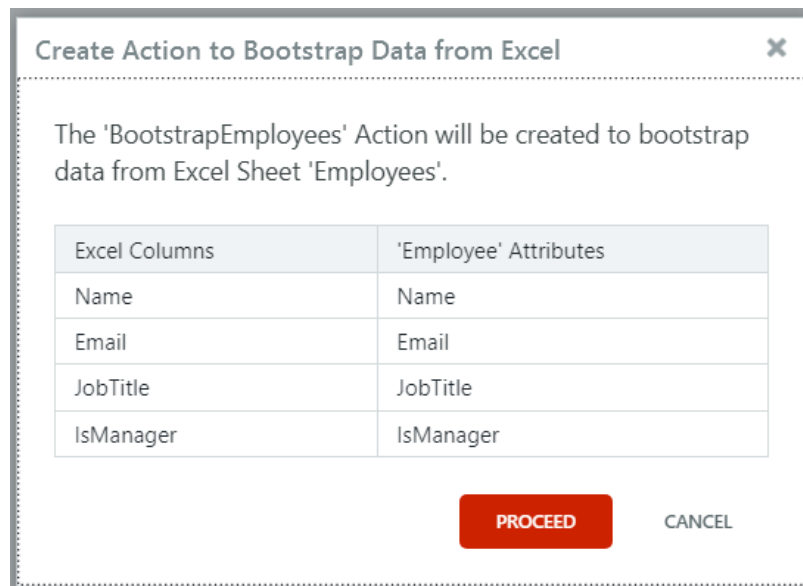 Create Action to Bootstrap Data from Excel
The 'BootstrapEmployees' Action will be created to bootstrap
data from Excel Sheet 'Employees'.
Excel Columns 'Employee' Attributes
Name Name
Email Email
JobTitle JobTitle
IsManager IsManager
PROCEED CANCEL